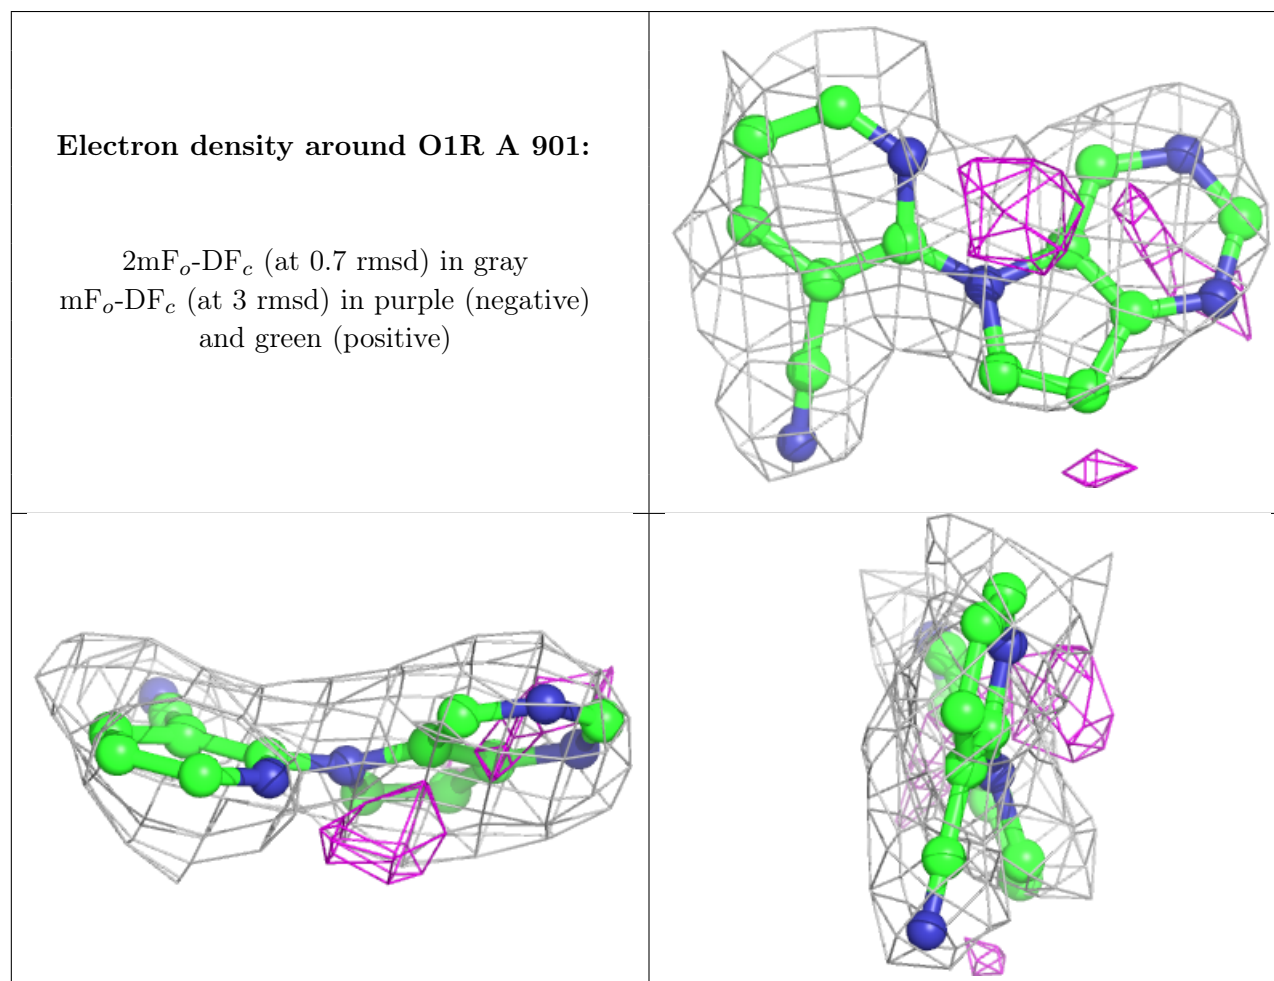 Electron density around O1R A 901:
2mFo-DFc (at 0.7 rmsd) in gray
mFo-DFc (at 3 rmsd) in purple (negative)
and green (positive)